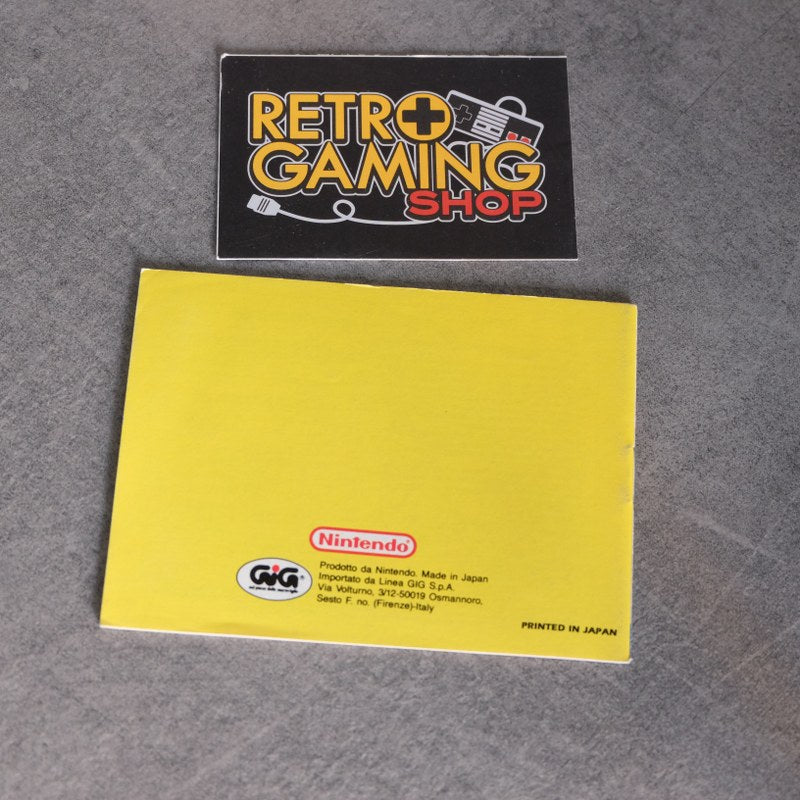 RETRO
GAMING
SHOP
Nintendo®
GiG®
Prodotto da Nintendo. Made in Japan
Importato da Linea GIG S.p.A.
Via Volturno, 3/12-50019 Osmannoro,
Sesto F. no. (Firenze)-Italy
PRINTED IN JAPAN